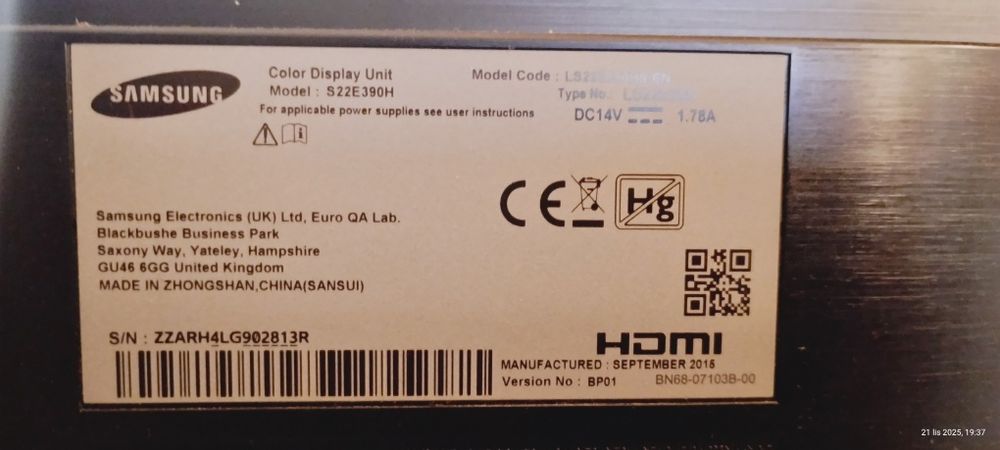 SAMSUNG
Color Display Unit
Model : S22E390H
For applicable power supplies see user instructions
Model Code :
Type No.:
DC14V 1.78A
Hg
Samsung Electronics (UK) Ltd, Euro QA Lab.
Blackbushe Business Park
Saxony Way, Yateley, Hampshire
GU46 6GG United Kingdom
MADE IN ZHONGSHAN,CHINA(SANSUI)
S/N : ZZARH4LG902813R
HDMI
MANUFACTURED : SEPTEMBER 2015
Version No : BP01
BN68-07103B-00
21 lis 2025, 19:37